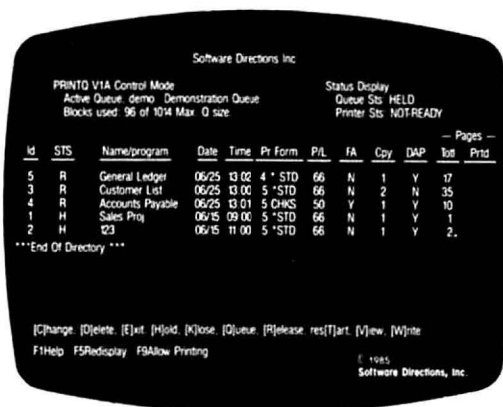 Software Directions Inc
PRINTQ V1A Control Mode Status Display
Active Queue. demo Demonstration Queue Queue Sts HELD
Blocks used: 96 of 1014 Max. Q size Printer Sts NOT-READY
— Pages —
Id STS Name/program Date Time Pr Form P/L FA Cpy DAP Totl Prtd
5 R General Ledger 06/25 13 02 4 * STD 66 N 1 Y 17
3 R Customer List 06/25 13.00 5 *STD 66 N 2 N 35
4 R Accounts Payable 06/25 13.01 5 CHKS 50 Y 1 Y 10
1 H Sales Proj 06/15 09 00 5 *STD 66 N 1 Y 1
2 H 123 06/15 11 00 5 *STD 66 N 1 Y 2.
***End Of Directory ***
[C]hange. [D]elete. [E]xit. [H]old. [K]lose. [Q]ueue. [R]elease. res[T]art. [V]iew. [W]rite
F1Help F5Redisplay F9Allow Printing
© 1985
Software Directions, Inc.